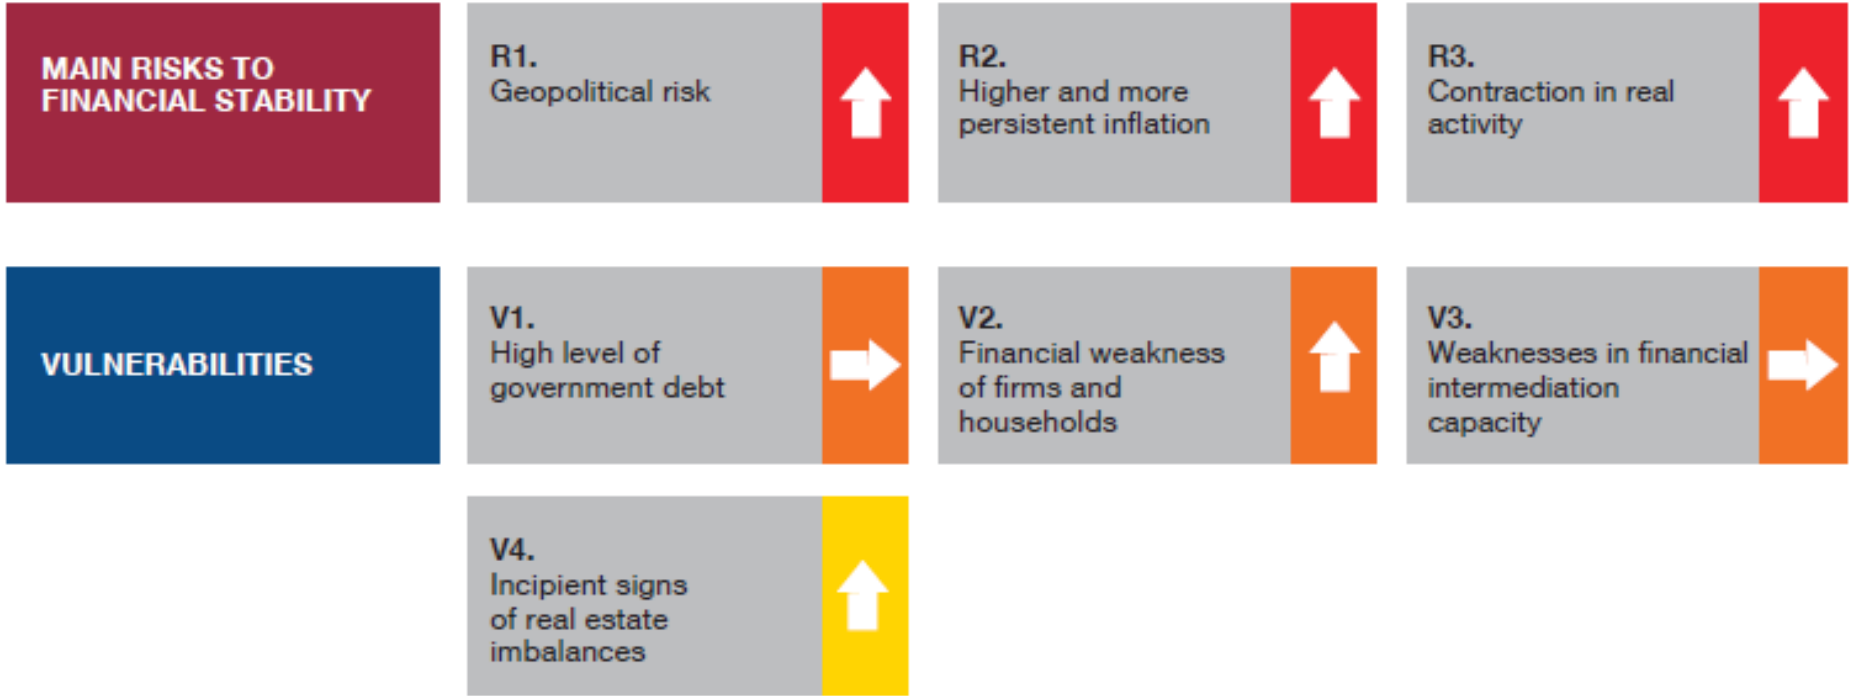 MAIN RISKS TO
FINANCIAL STABILITY
R1.
Geopolitical risk
R2.
Higher and more
persistent inflation
R3.
Contraction in real
activity
VULNERABILITIES
V1.
High level of
government debt
V2.
Financial weakness
of firms and
households
V3.
Weaknesses in financial
intermediation
capacity
V4.
Incipient signs
of real estate
imbalances